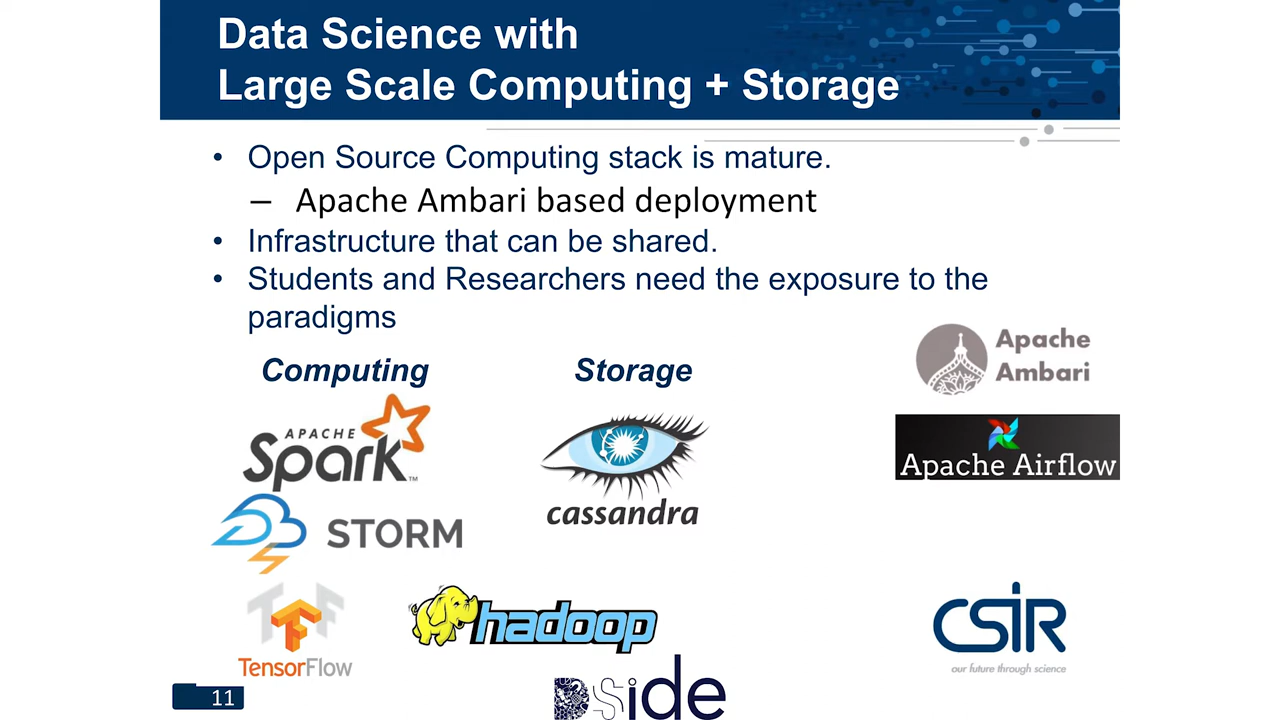 Data Science with
Large Scale Computing + Storage
• Open Source Computing stack is mature.
– Apache Ambari based deployment
• Infrastructure that can be shared.
• Students and Researchers need the exposure to the
paradigms
Computing
Storage
Apache
Ambari
APACHE
Spark™
cassandra
Apache Airflow
STORM
TensorFlow
hadoop
CSIR
our future through science
DSide
11